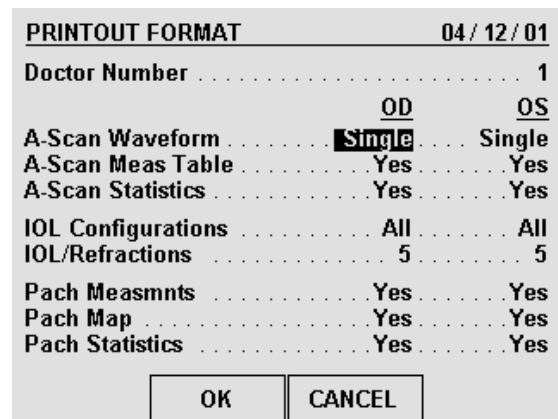 PRINTOUT FORMAT 04/12/01
Doctor Number . . . . . . . . . . . . . . . . . . . . . . . . . . 1
OD OS
A-Scan Waveform . . . . . . . . Single . . . . Single
A-Scan Meas Table . . . . . . . . . . Yes . . . . . . . Yes
A-Scan Statistics . . . . . . . . . . . . Yes . . . . . . . Yes
IOL Configurations . . . . . . . . . . All . . . . . . . . All
IOL/Refractions . . . . . . . . . . . . . 5 . . . . . . . . . 5
Pach Measmnts . . . . . . . . . . . . Yes . . . . . . . Yes
Pach Map . . . . . . . . . . . . . . . . . Yes . . . . . . . Yes
Pach Statistics . . . . . . . . . . . . . Yes . . . . . . . Yes
OK CANCEL